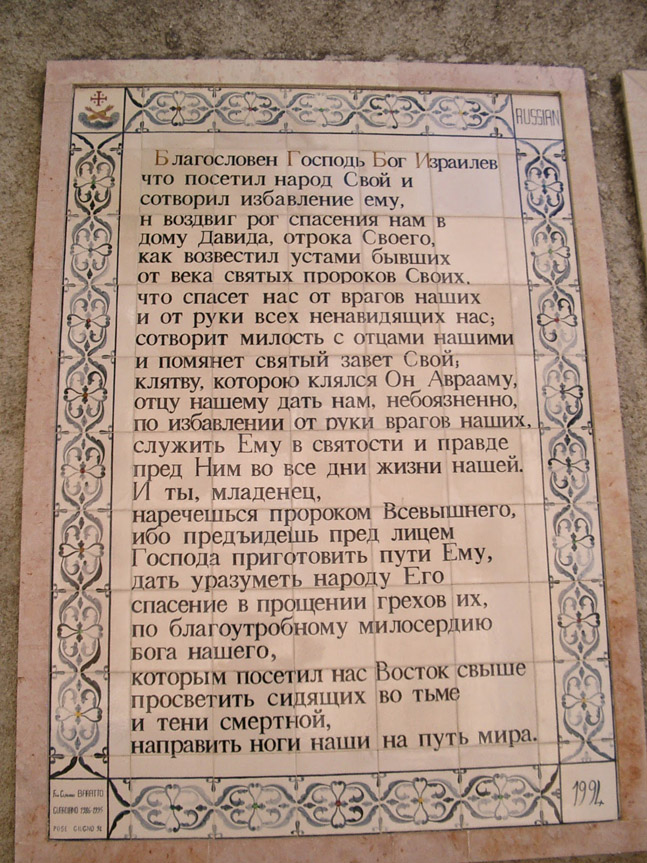 RUSSIAN
Благословен Господь Бог Израилев
что посетил народ Свой и
сотворил избавление ему,
н воздвиг рог спасения нам в
дому Давида, отрока Своего,
как возвестил устами бывших
от века святых пророков Своих,
что спасет нас от врагов наших
и от руки всех ненавидящих нас;
сотворит милость с отцами нашими
и помянет святый завет Свой;
клятву, которою клялся Он Аврааму,
отцу нашему дать нам, небоязненно,
по избавлении от руки врагов наших,
служить Ему в святости и правде
пред Ним во все дни жизни нашей.
И ты, младенец,
наречешься пророком Всевышнего,
ибо предъидешь пред лицем
Господа приготовить пути Ему,
дать уразуметь народу Его
спасение в прощении грехов их,
по благоутробному милосердию
вога нашего,
которым посетил нас Восток свыше
просветить сидящих во тьме
и тени смертной,
направить ноги наши на путь мира.
BARATTO
GUARDIANO
POSE GIUGNO
1994